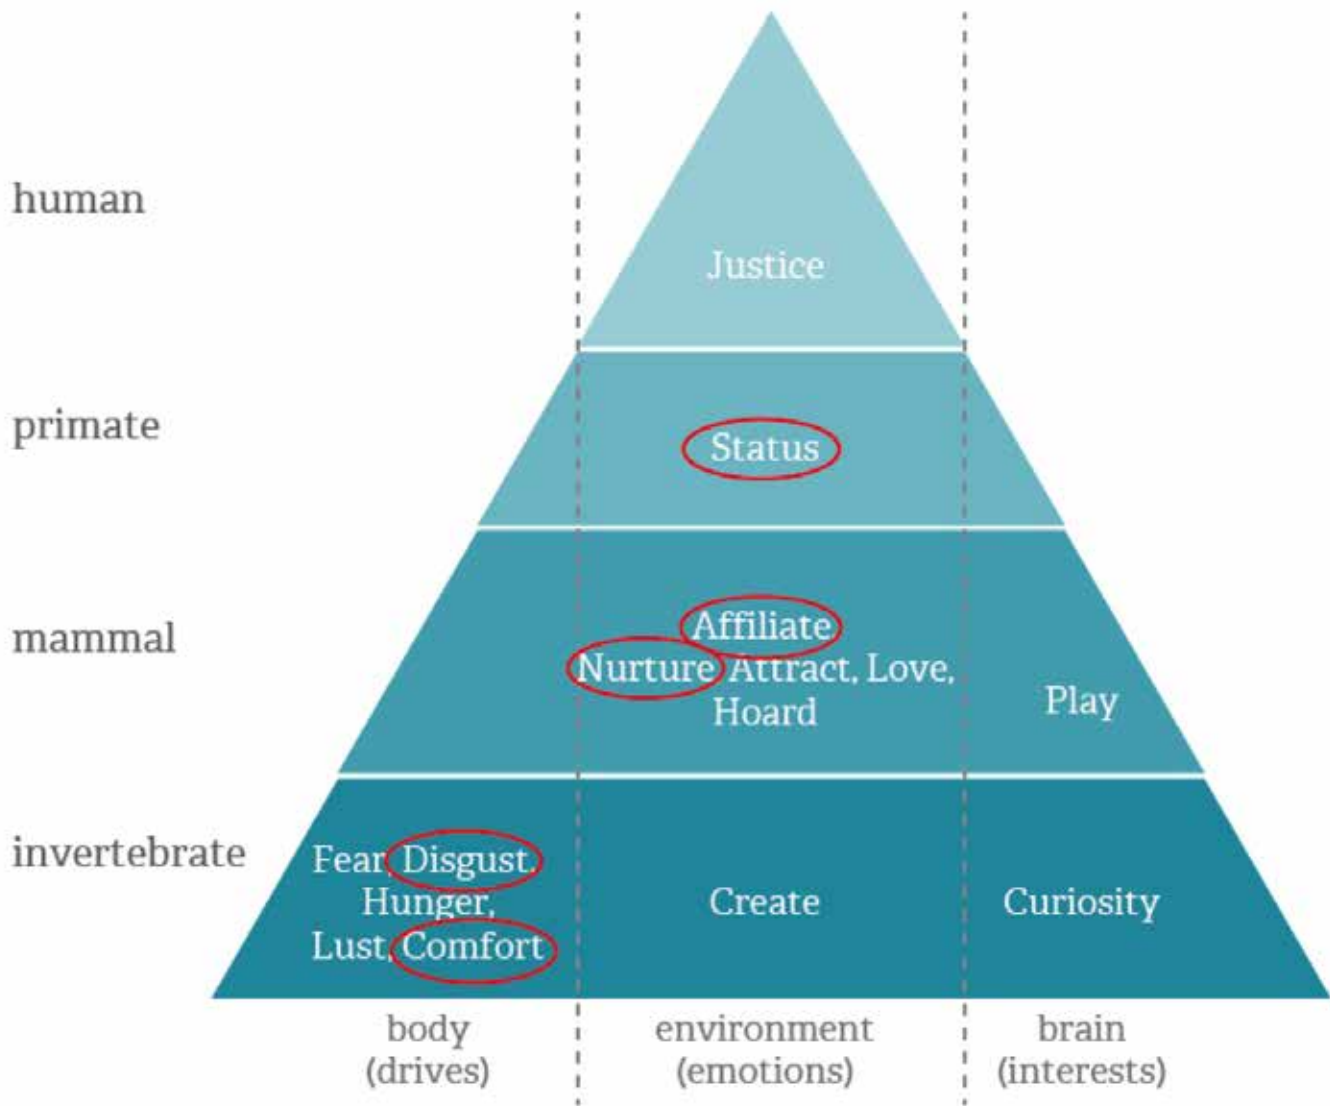 human
Justice
primate
Status
mammal
Affiliate
Nurture Attract, Love,
Hoard
Play
invertebrate
Fear, Disgust,
Hunger,
Lust, Comfort
Create
Curiosity
body
(drives)
environment
(emotions)
brain
(interests)